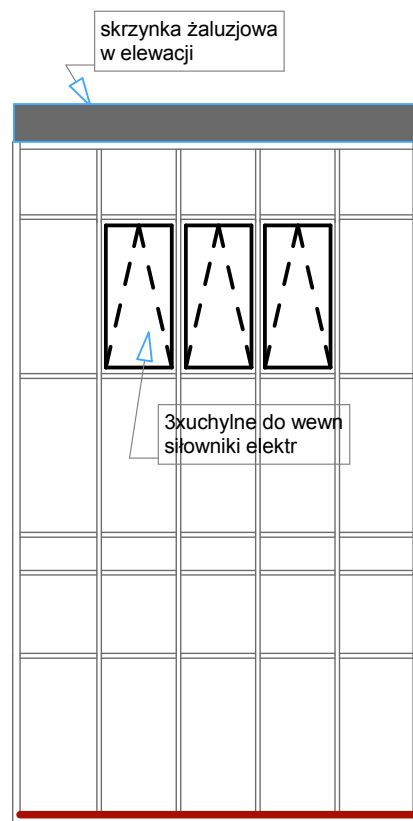 skrzynka żaluzjowa
w elewacji
3xuchylne do wewn
siłowniki elektr